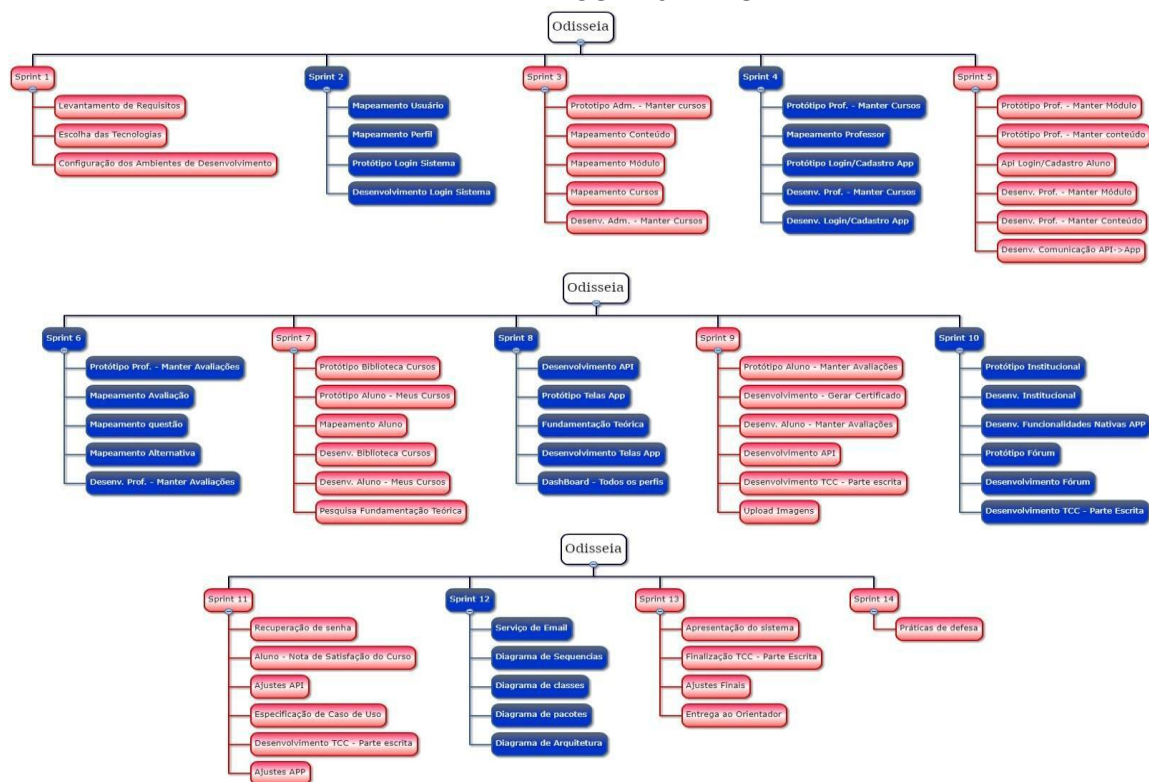 Odisseia
Sprint 1
Levantamento de Requisitos
Escolha das Tecnologias
Configuração dos Ambientes de Desenvolvimento
Sprint 2
Mapeamento Usuário
Mapeamento Perfil
Protótipo Login Sistema
Desenvolvimento Login Sistema
Sprint 3
Prototipo Adm. - Manter cursos
Mapeamento Conteúdo
Mapeamento Módulo
Mapeamento Cursos
Desenv. Adm. - Manter Cursos
Sprint 4
Protótipo Prof. - Manter Cursos
Mapeamento Professor
Protótipo Login/Cadastro App
Desenv. Prof. - Manter Cursos
Desenv. Login/Cadastro App
Sprint 5
Protótipo Prof. - Manter Módulo
Protótipo Prof. - Manter conteúdo
Api Login/Cadastro Aluno
Desenv. Prof. - Manter Módulo
Desenv. Prof. - Manter Conteúdo
Desenv. Comunicação API->App
Odisseia
Sprint 6
Protótipo Prof. - Manter Avaliações
Mapeamento Avaliação
Mapeamento questão
Mapeamento Alternativa
Desenv. Prof. - Manter Avaliações
Sprint 7
Protótipo Biblioteca Cursos
Protótipo Aluno - Meus Cursos
Mapeamento Aluno
Desenv. Biblioteca Cursos
Desenv. Aluno - Meus Cursos
Pesquisa Fundamentação Teórica
Sprint 8
Desenvolvimento API
Protótipo Telas App
Fundamentação Teórica
Desenvolvimento Telas App
DashBoard - Todos os perfis
Sprint 9
Protótipo Aluno - Manter Avaliações
Desenvolvimento - Gerar Certificado
Desenv. Aluno - Manter Avaliações
Desenvolvimento API
Desenvolvimento TCC - Parte escrita
Upload Imagens
Sprint 10
Protótipo Institucional
Desenv. Institucional
Desenv. Funcionalidades Nativas APP
Protótipo Fórum
Desenvolvimento Fórum
Desenvolvimento TCC - Parte Escrita
Odisseia
Sprint 11
Recuperação de senha
Aluno - Nota de Satisfação do Curso
Ajustes API
Especificação de Caso de Uso
Desenvolvimento TCC - Parte escrita
Ajustes APP
Sprint 12
Serviço de Email
Diagrama de Sequencias
Diagrama de classes
Diagrama de pacotes
Diagrama de Arquitetura
Sprint 13
Apresentação do sistema
Finalização TCC - Parte Escrita
Ajustes Finais
Entrega ao Orientador
Sprint 14
Práticas de defesa